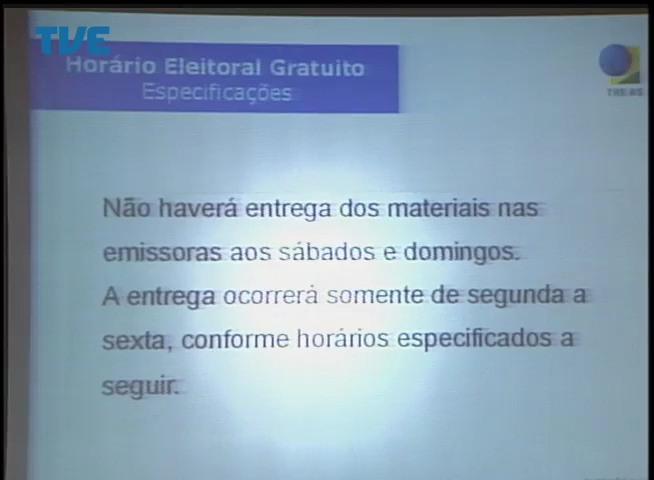 TVE
Horário Eleitoral Gratuito
Especificações
TRE-RS
Não haverá entrega dos materiais nas
emissoras aos sábados e domingos.
A entrega ocorrerá somente de segunda a
sexta, conforme horários especificados a
seguir.